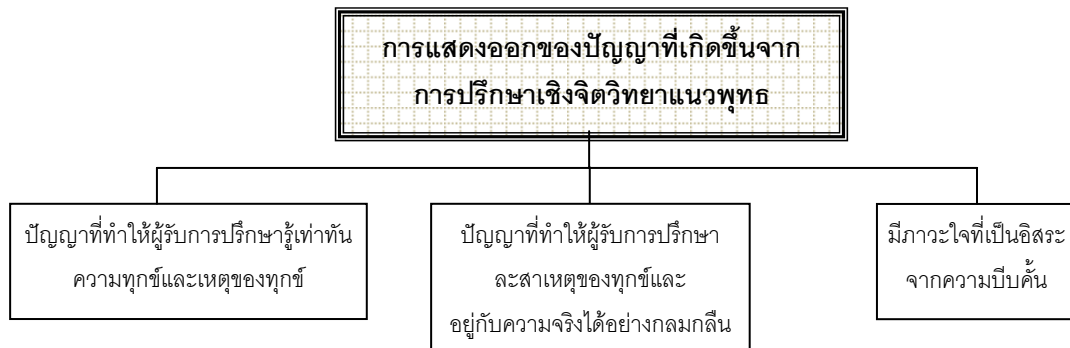 การแสดงออกของปัญญาที่เกิดขึ้นจาก
การปรึกษาเชิงจิตวิทยาแนวพุทธ
ปัญญาที่ทำให้ผู้รับการปรึกษารู้เท่าทัน
ความทุกข์และเหตุของทุกข์
ปัญญาที่ทำให้ผู้รับการปรึกษา
ละสาเหตุของทุกข์และ
อยู่กับความจริงได้อย่างกลมกลืน
มีภาวะใจที่เป็นอิสระ
จากความบีบคั้น